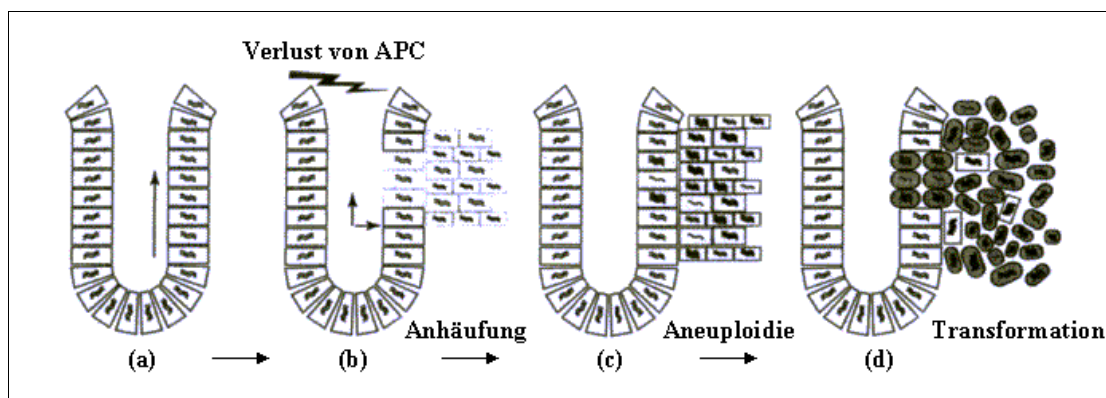 Verlust von APC
Anhäufung
Aneuploidie
Transformation
(a)
(b)
(c)
(d)